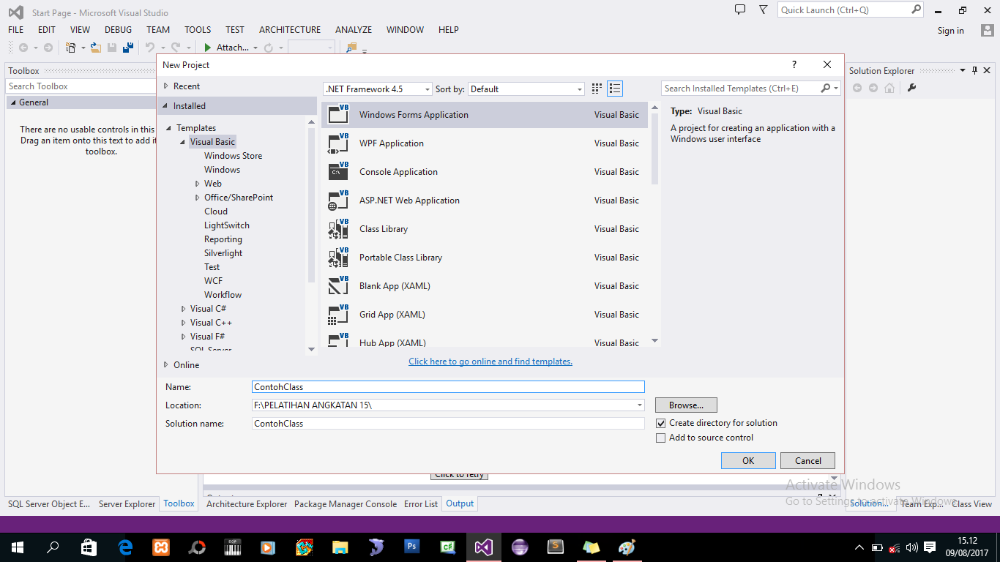 Start Page - Microsoft Visual Studio
Quick Launch (Ctrl+Q)
FILE EDIT VIEW DEBUG TEAM TOOLS TEST ARCHITECTURE ANALYZE WINDOW HELP
Sign in
Attach...
Toolbox
Search Toolbox
General
There are no usable controls in this
Drag an item onto this text to add it
toolbox.
New Project
?
Recent
Installed
Templates
Visual Basic
Windows Store
Windows
Web
Office/SharePoint
Cloud
LightSwitch
Reporting
Silverlight
Test
WCF
Workflow
Visual C#
Visual C++
Visual F#
SQL Server
Online
.NET Framework 4.5
Sort by: Default
Search Installed Templates (Ctrl+E)
VB Windows Forms Application Visual Basic
VB WPF Application Visual Basic
VB Console Application Visual Basic
VB ASP.NET Web Application Visual Basic
VB Class Library Visual Basic
VB Portable Class Library Visual Basic
VB Blank App (XAML) Visual Basic
VB Grid App (XAML) Visual Basic
VB Hub App (XAML) Visual Basic
Click here to go online and find templates.
Type: Visual Basic
A project for creating an application with a
Windows user interface
Name: ContohClass
Location: F:\PELATIHAN ANGKATAN 15\
Browse...
Solution name: ContohClass
Create directory for solution
Add to source control
OK Cancel
Solution Explorer
Click to retry
Activate Windows
Go to Settings to activate Windows.
SQL Server Object E... Server Explorer Toolbox
Architecture Explorer Package Manager Console Error List Output
Solution... Team Exp... Class View
Ps
15.12
09/08/2017